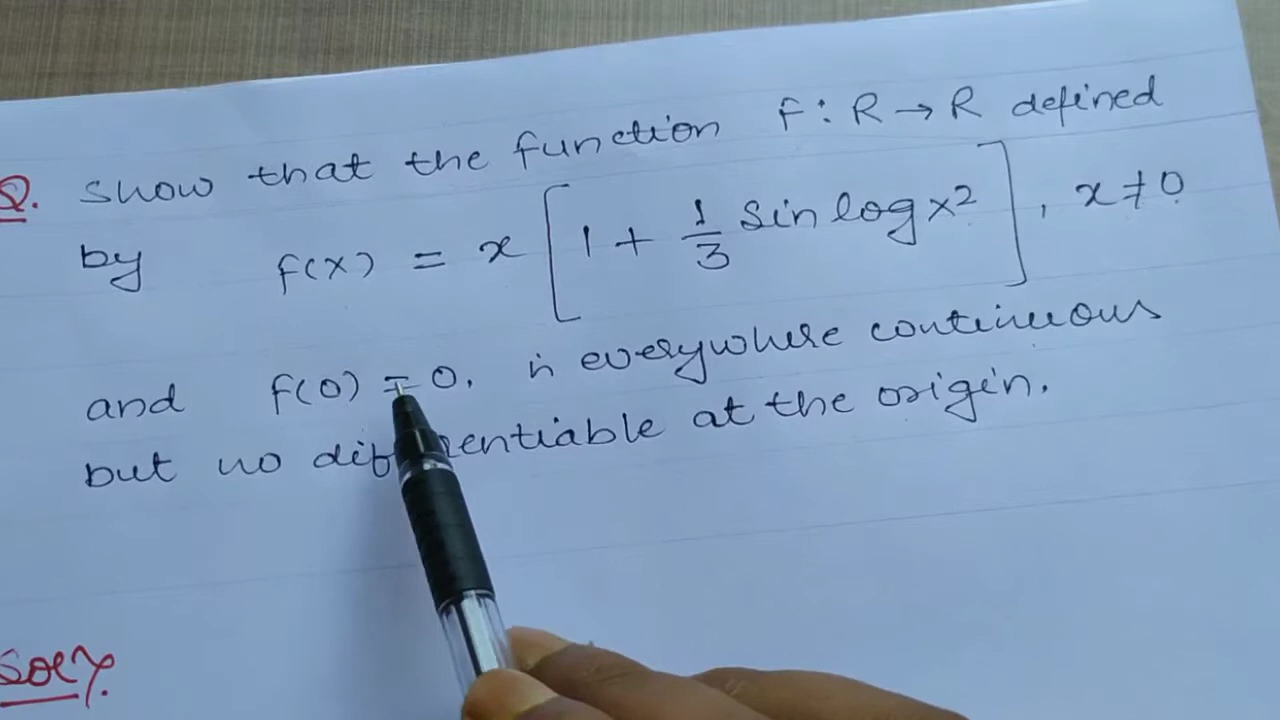 Q. Show that the function f : R → R defined
by f(x) = x [ 1 + 1/3 sin log x² ] , x ≠ 0
and f(0) = 0. is everywhere continuous
but no differentiable at the origin.
Soln.